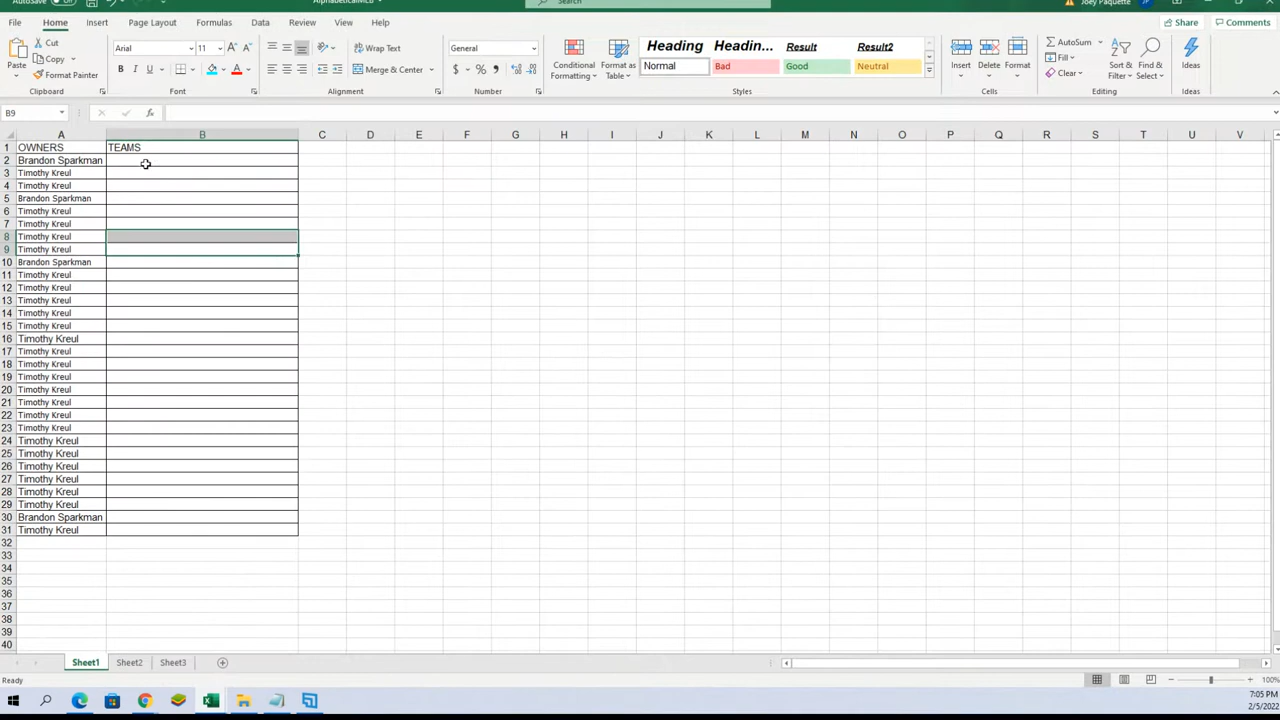 AutoSave
AlphabeticalMLB
Search
Joey Paquette
File Home Insert Page Layout Formulas Data Review View Help
Share Comments
Cut
Copy
Format Painter
Paste
Arial 11
Wrap Text
Merge & Center
General
Conditional Formatting
Format as Table
Heading Headin... Result Result2
Normal Bad Good Neutral
Insert Delete Format
AutoSum
Fill
Clear
Sort & Filter
Find & Select
Ideas
Clipboard Font Alignment Number Styles Cells Editing Ideas
B9
A B C D E F G H I J K L M N O P Q R S T U V
1 OWNERS TEAMS
2 Brandon Sparkman
3 Timothy Kreul
4 Timothy Kreul
5 Brandon Sparkman
6 Timothy Kreul
7 Timothy Kreul
8 Timothy Kreul
9 Timothy Kreul
10 Brandon Sparkman
11 Timothy Kreul
12 Timothy Kreul
13 Timothy Kreul
14 Timothy Kreul
15 Timothy Kreul
16 Timothy Kreul
17 Timothy Kreul
18 Timothy Kreul
19 Timothy Kreul
20 Timothy Kreul
21 Timothy Kreul
22 Timothy Kreul
23 Timothy Kreul
24 Timothy Kreul
25 Timothy Kreul
26 Timothy Kreul
27 Timothy Kreul
28 Timothy Kreul
29 Timothy Kreul
30 Brandon Sparkman
31 Timothy Kreul
32
33
34
35
36
37
38
39
40
Sheet1 Sheet2 Sheet3
Ready
100%
7:05 PM
2/5/2022